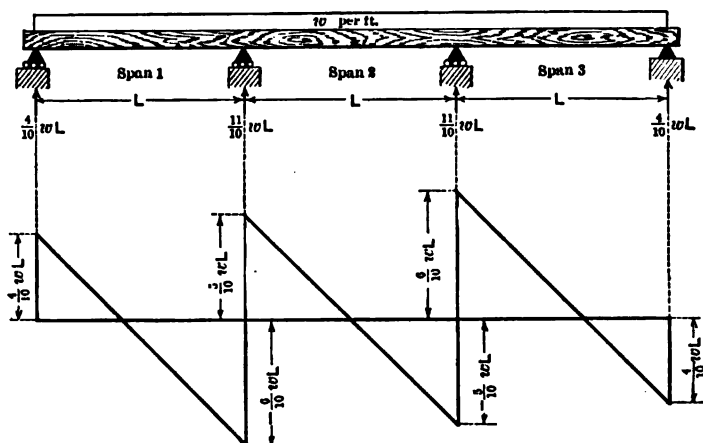 w per ft.
Span 1 Span 2 Span 3
L L L
4/10 wL 11/10 wL 11/10 wL 4/10 wL
4/10 wL
5/10 wL
6/10 wL
6/10 wL
5/10 wL
4/10 wL